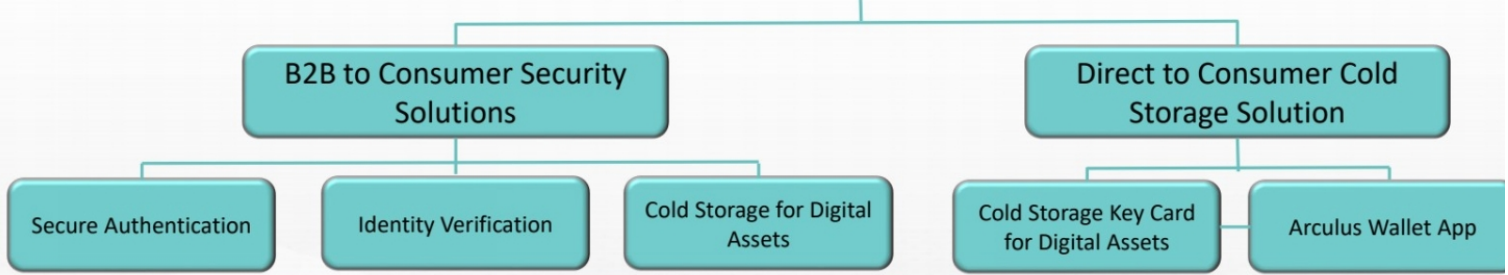 B2B to Consumer Security
Solutions
Direct to Consumer Cold
Storage Solution
Secure Authentication
Identity Verification
Cold Storage for Digital
Assets
Cold Storage Key Card
for Digital Assets
Arculus Wallet App